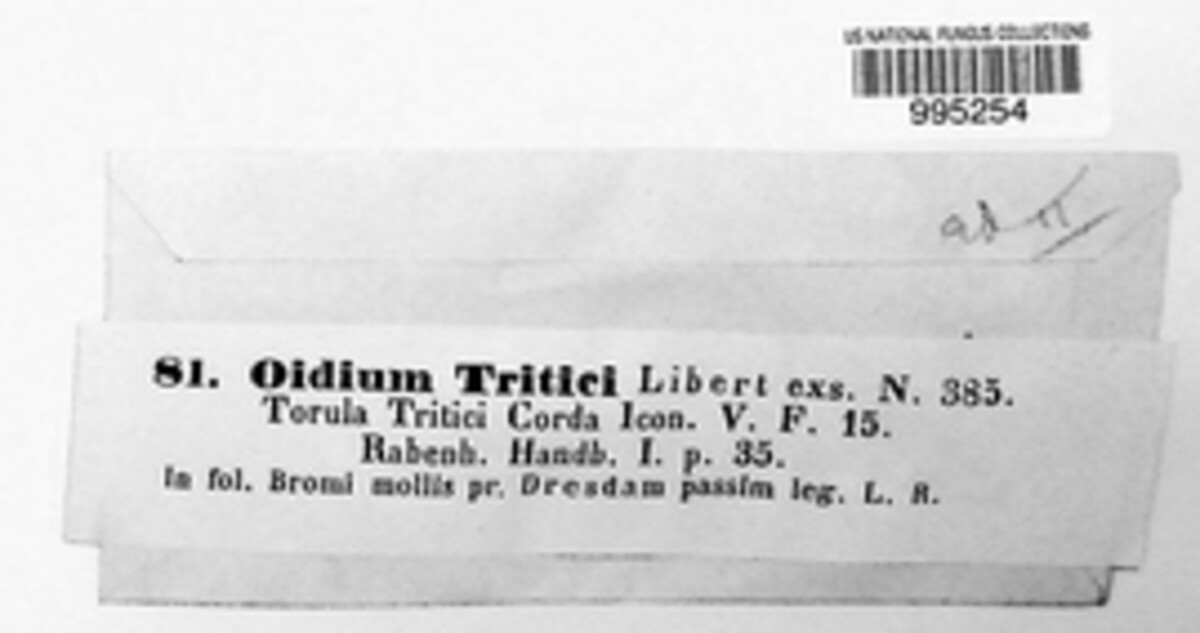 US NATIONAL FUNGUS COLLECTIONS
995254
81. Oidium Tritici Libert exs. N. 385.
Torula Tritici Corda Icon. V. F. 15.
Rabenh. Handb. I. p. 35.
In fol. Bromi mollis pr. Dresdam passim leg. L. R.